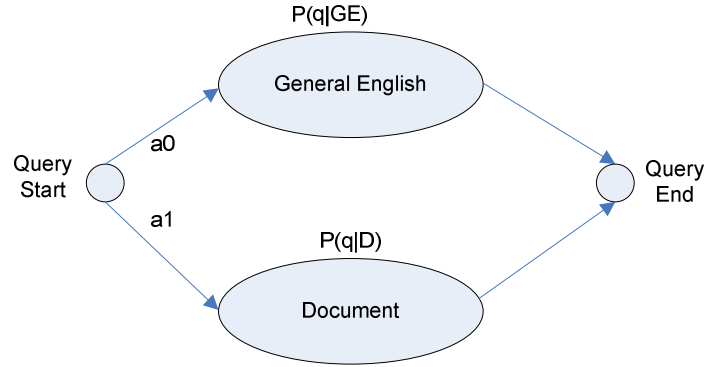 P(q|GE)
General English
a0
Query
Start
Query
End
a1
P(q|D)
Document